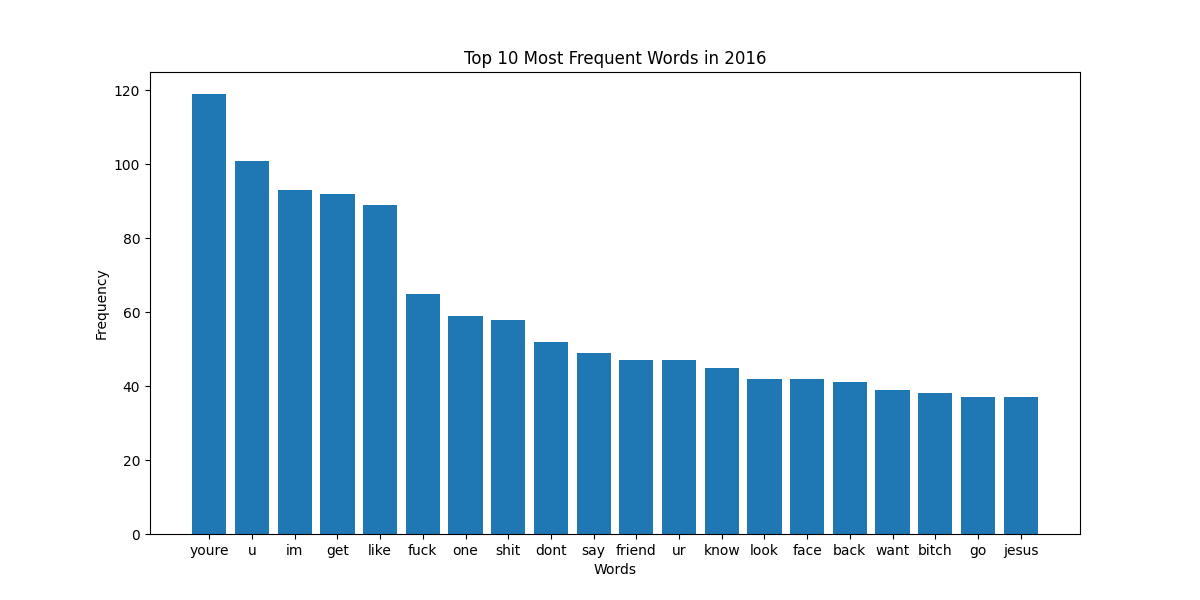 Top 10 Most Frequent Words in 2016
120
100
80
60
40
20
0
Frequency
youre u im get like fuck one shit dont say friend ur know look face back want bitch go jesus
Words